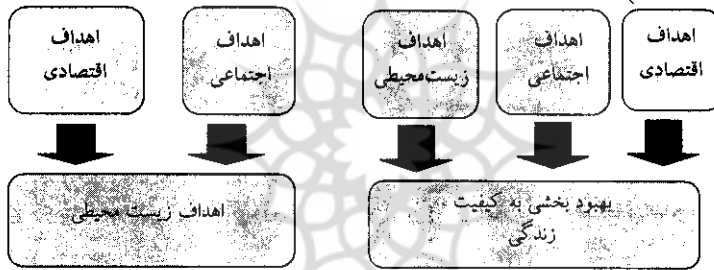 اهداف
اقتصادی
اهداف
اجتماعی
اهداف
زیست‌محیطی
اهداف
اجتماعی
اهداف
اقتصادی
بهبود بخشی به کیفیت
زندگی
اهداف زیست محیطی